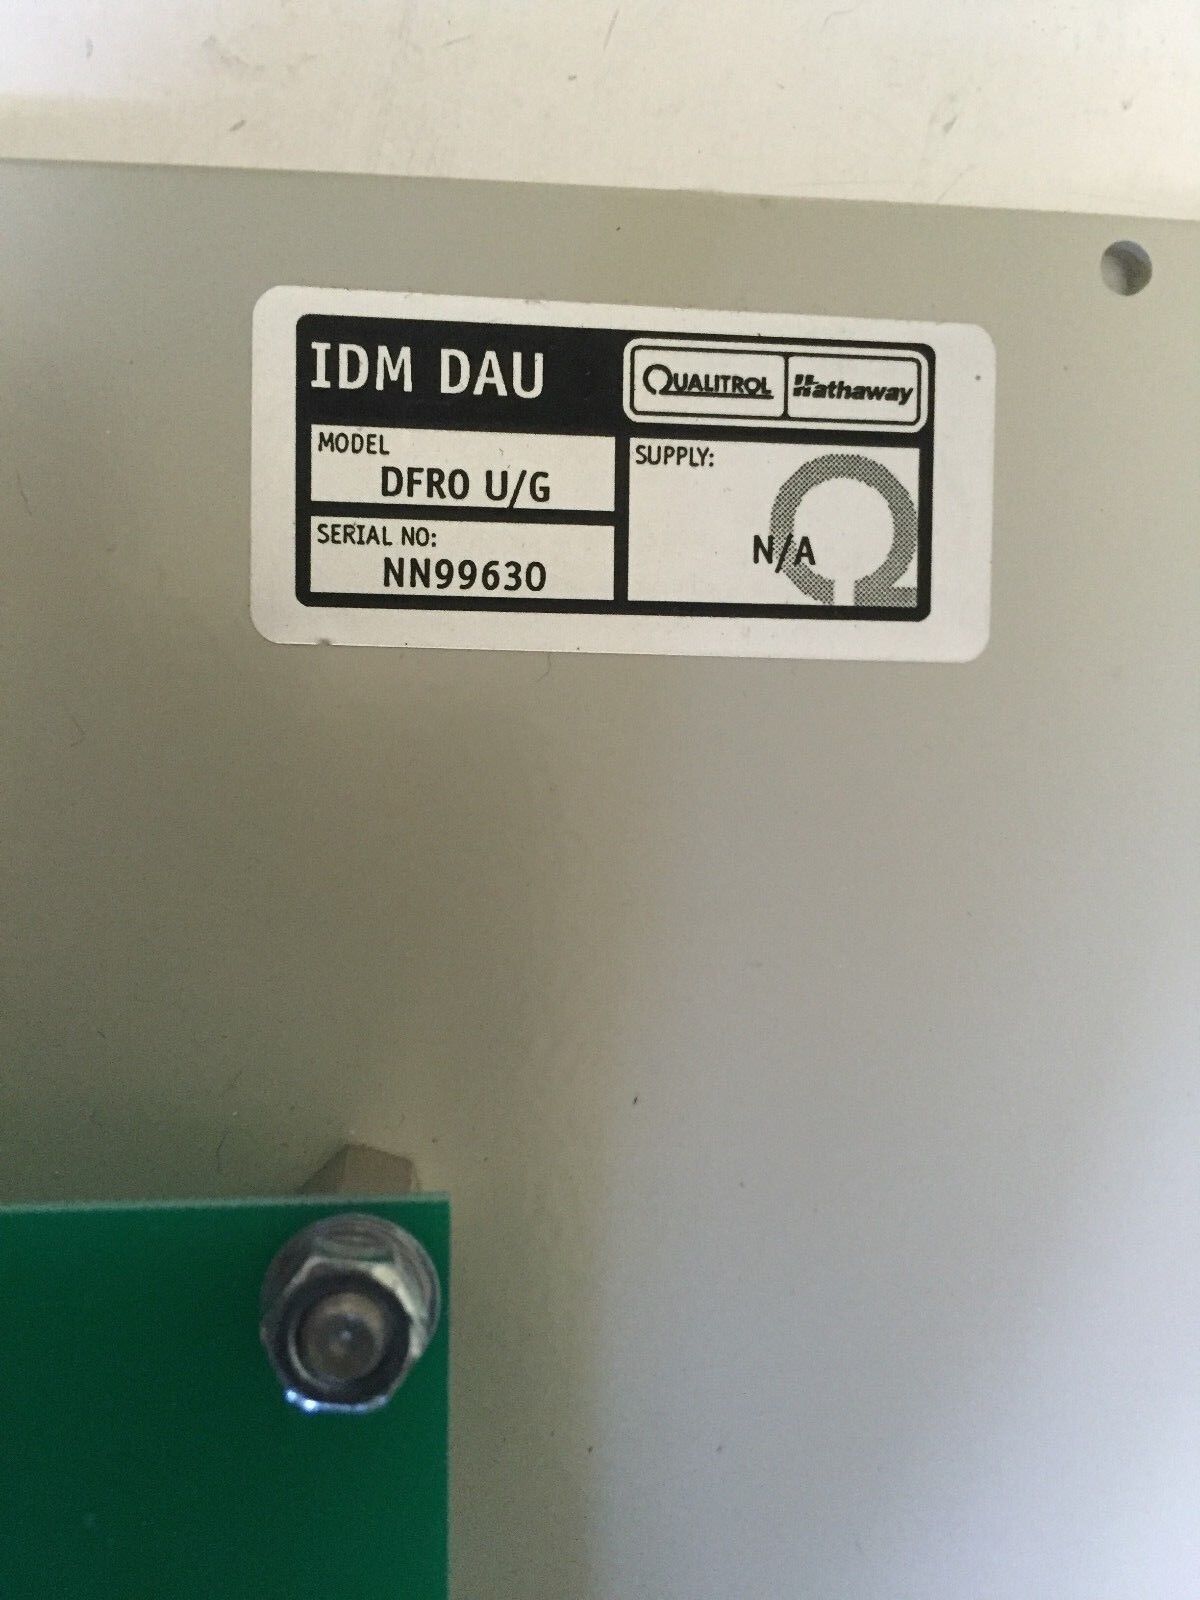 IDM DAU
QUALITROL Hathaway
MODEL
DFRO U/G
SERIAL NO:
NN99630
SUPPLY:
N/A